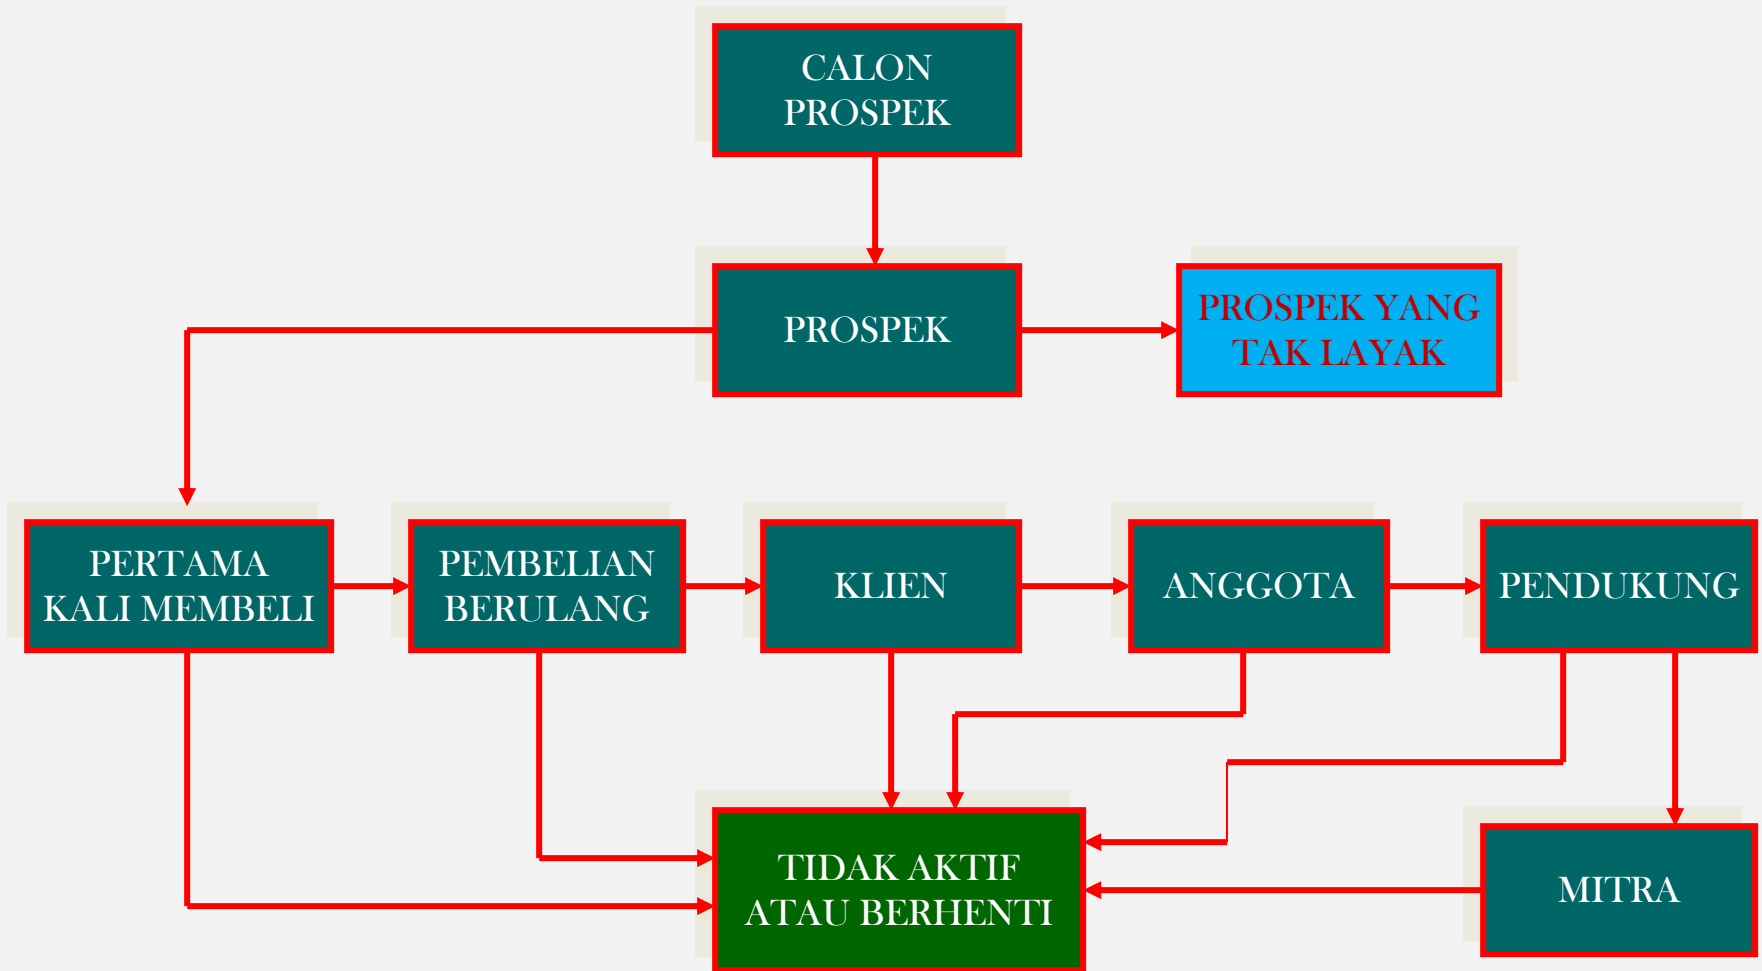 CALON
PROSPEK
PROSPEK
PROSPEK YANG
TAK LAYAK
PERTAMA
KALI MEMBELI
PEMBELIAN
BERULANG
KLIEN
ANGGOTA
PENDUKUNG
TIDAK AKTIF
ATAU BERHENTI
MITRA